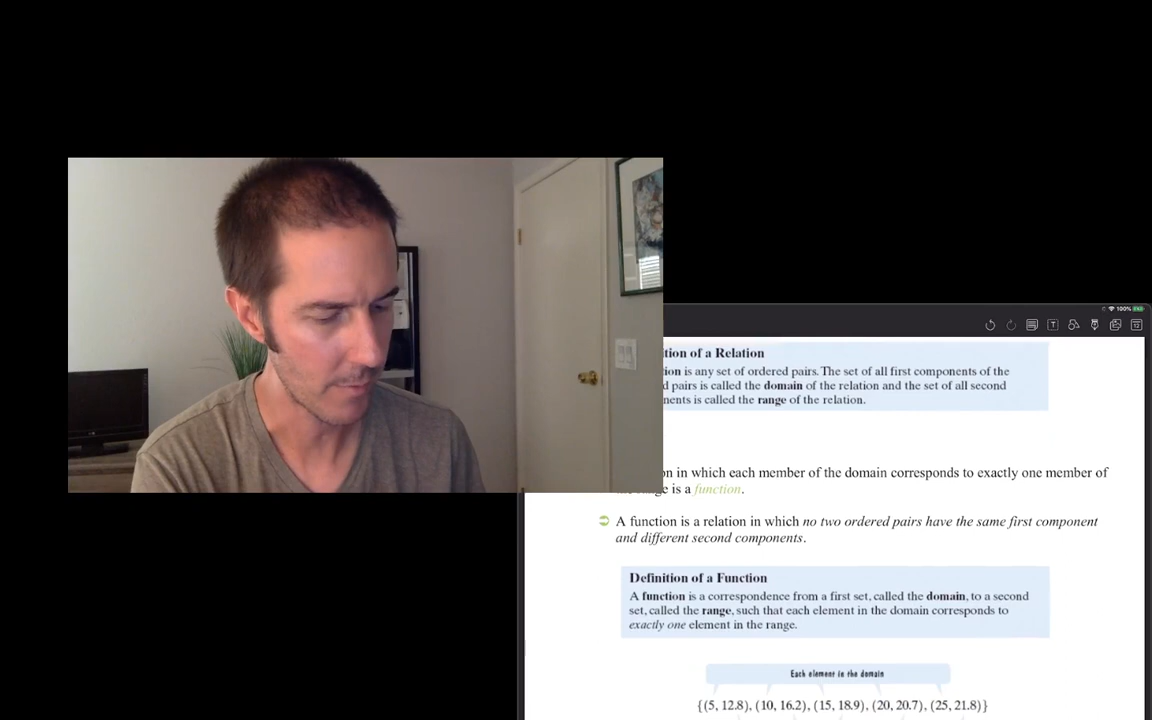 100%
tion of a Relation
ion is any set of ordered pairs. The set of all first components of the
d pairs is called the domain of the relation and the set of all second
nents is called the range of the relation.
on in which each member of the domain corresponds to exactly one member of
is a function.
A function is a relation in which no two ordered pairs have the same first component
and different second components.
Definition of a Function
A function is a correspondence from a first set, called the domain, to a second
set, called the range, such that each element in the domain corresponds to
exactly one element in the range.
Each element in the domain
{(5, 12.8), (10, 16.2), (15, 18.9), (20, 20.7), (25, 21.8)}